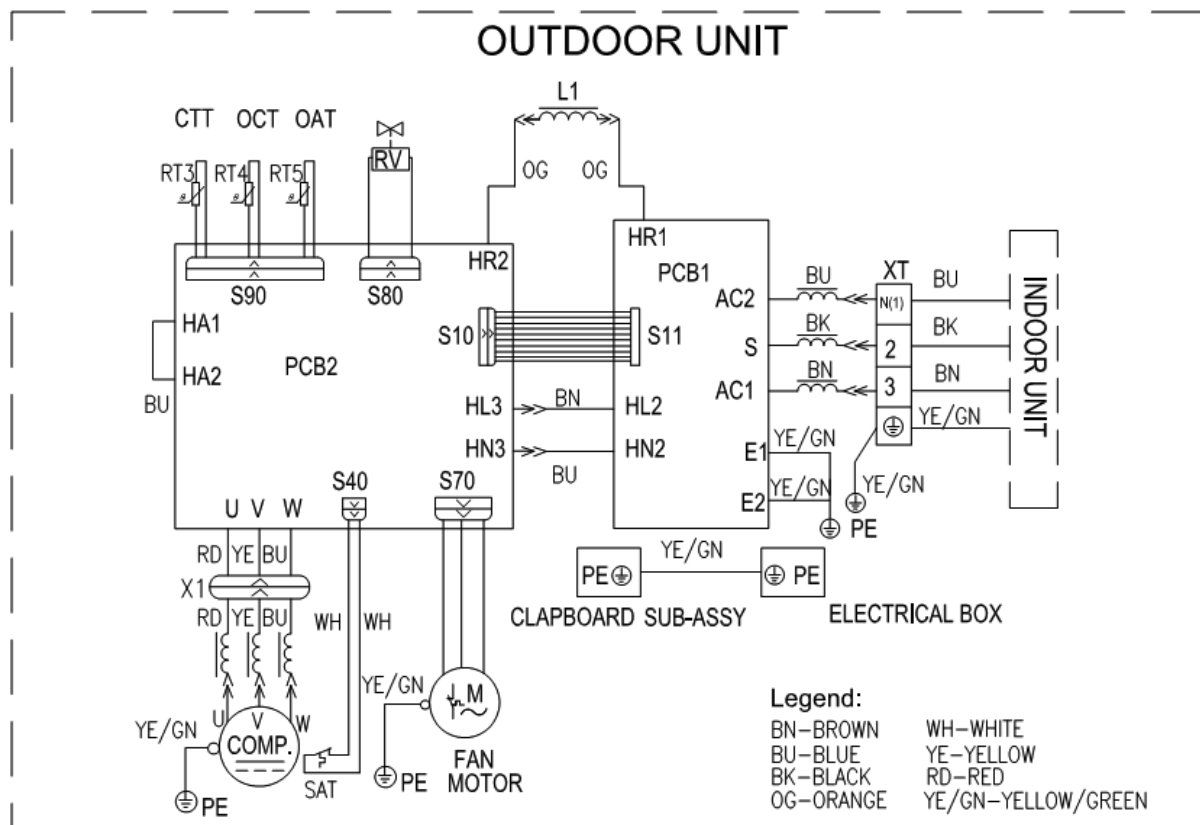 OUTDOOR UNIT
L1
CTT OCT OAT
RT3 RT4 RT5 RV
OG OG
HR2 HR1
S90 S80
PCB1
HA1
HA2
BU
PCB2
S10 S11
AC2 BU XT N(1) BU
S BK 2 BK
AC1 BN 3 BN
YE/GN
INDOOR UNIT
HL3 BN HL2
HN3 BU HN2
E1 YE/GN
E2 YE/GN
YE/GN
PE
PE
S40 S70
U V W
RD YE BU
X1
RD YE BU
WH WH
PE YE/GN PE
CLAPBOARD SUB-ASSY ELECTRICAL BOX
U V W
YE/GN
COMP.
PE
SAT
YE/GN
M
PE
FAN
MOTOR
Legend:
BN-BROWN WH-WHITE
BU-BLUE YE-YELLOW
BK-BLACK RD-RED
OG-ORANGE YE/GN-YELLOW/GREEN